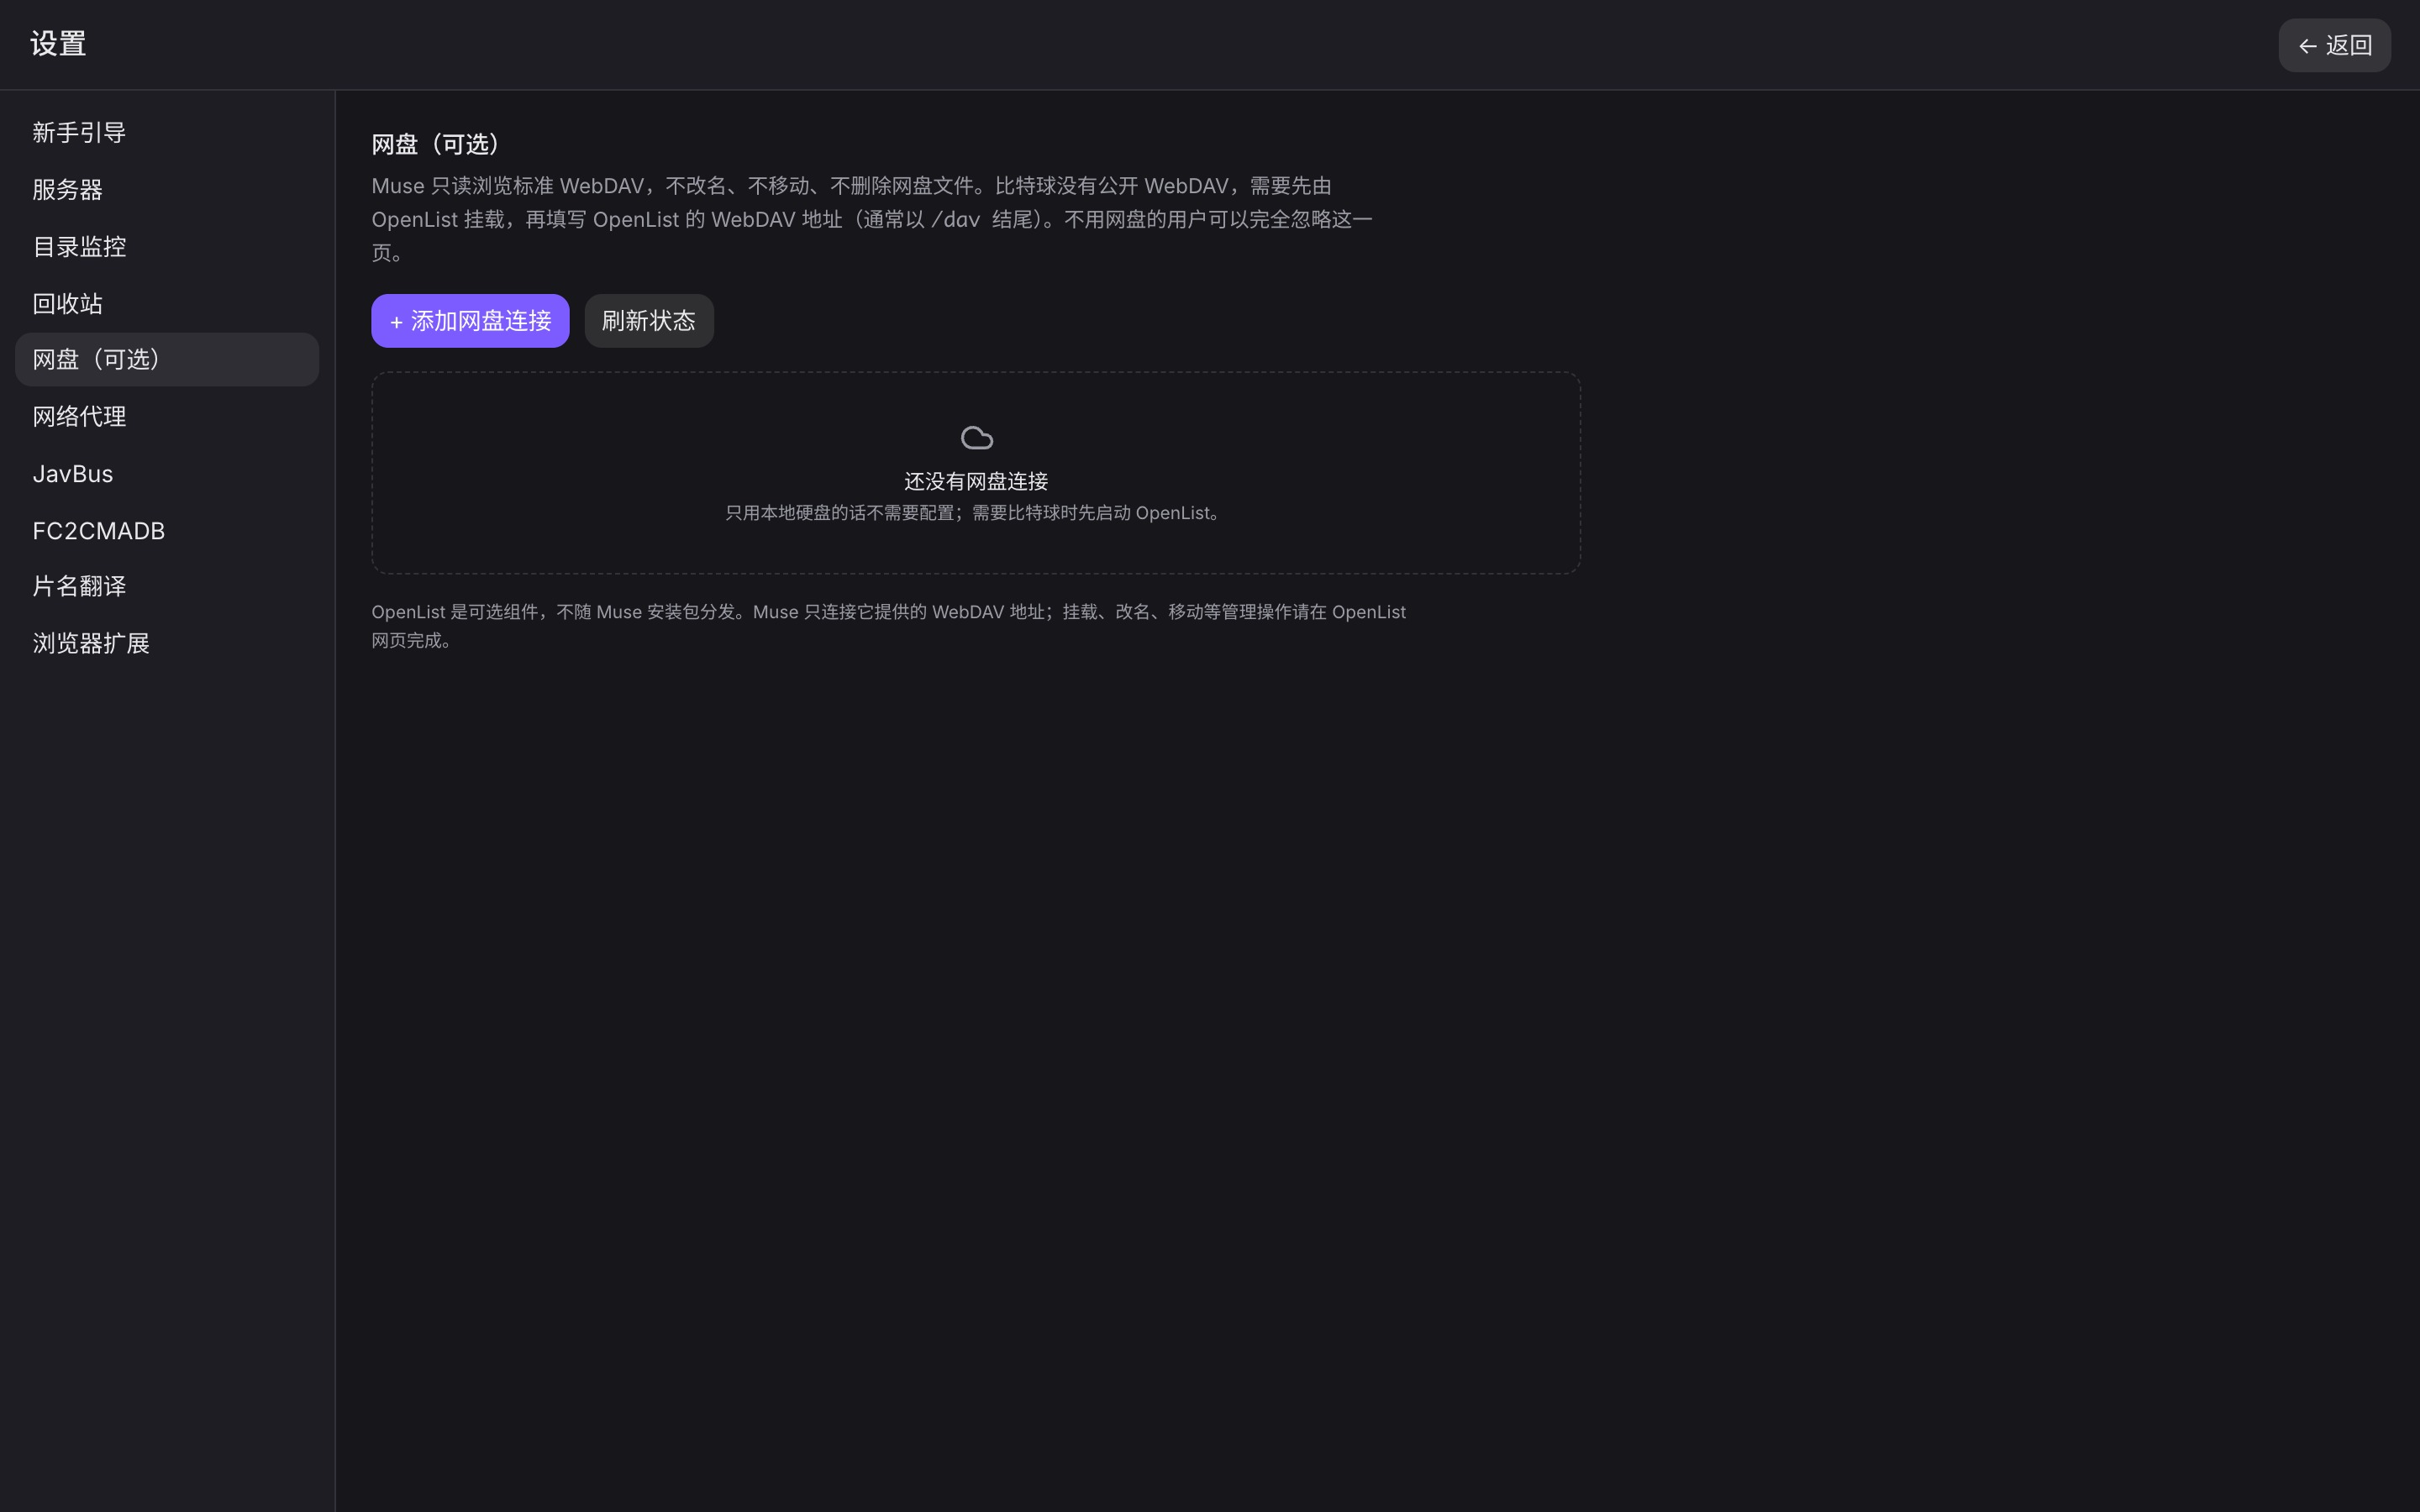 设置
← 返回
新手引导
服务器
目录监控
回收站
网盘（可选）
网络代理
JavBus
FC2CMADB
片名翻译
浏览器扩展
网盘（可选）
Muse 只读浏览标准 WebDAV，不改名、不移动、不删除网盘文件。比特球没有公开 WebDAV，需要先由
OpenList 挂载，再填写 OpenList 的 WebDAV 地址（通常以 /dav 结尾）。不用网盘的用户可以完全忽略这一
页。
+ 添加网盘连接
刷新状态
还没有网盘连接
只用本地硬盘的话不需要配置；需要比特球时先启动 OpenList。
OpenList 是可选组件，不随 Muse 安装包分发。Muse 只连接它提供的 WebDAV 地址；挂载、改名、移动等管理操作请在 OpenList
网页完成。